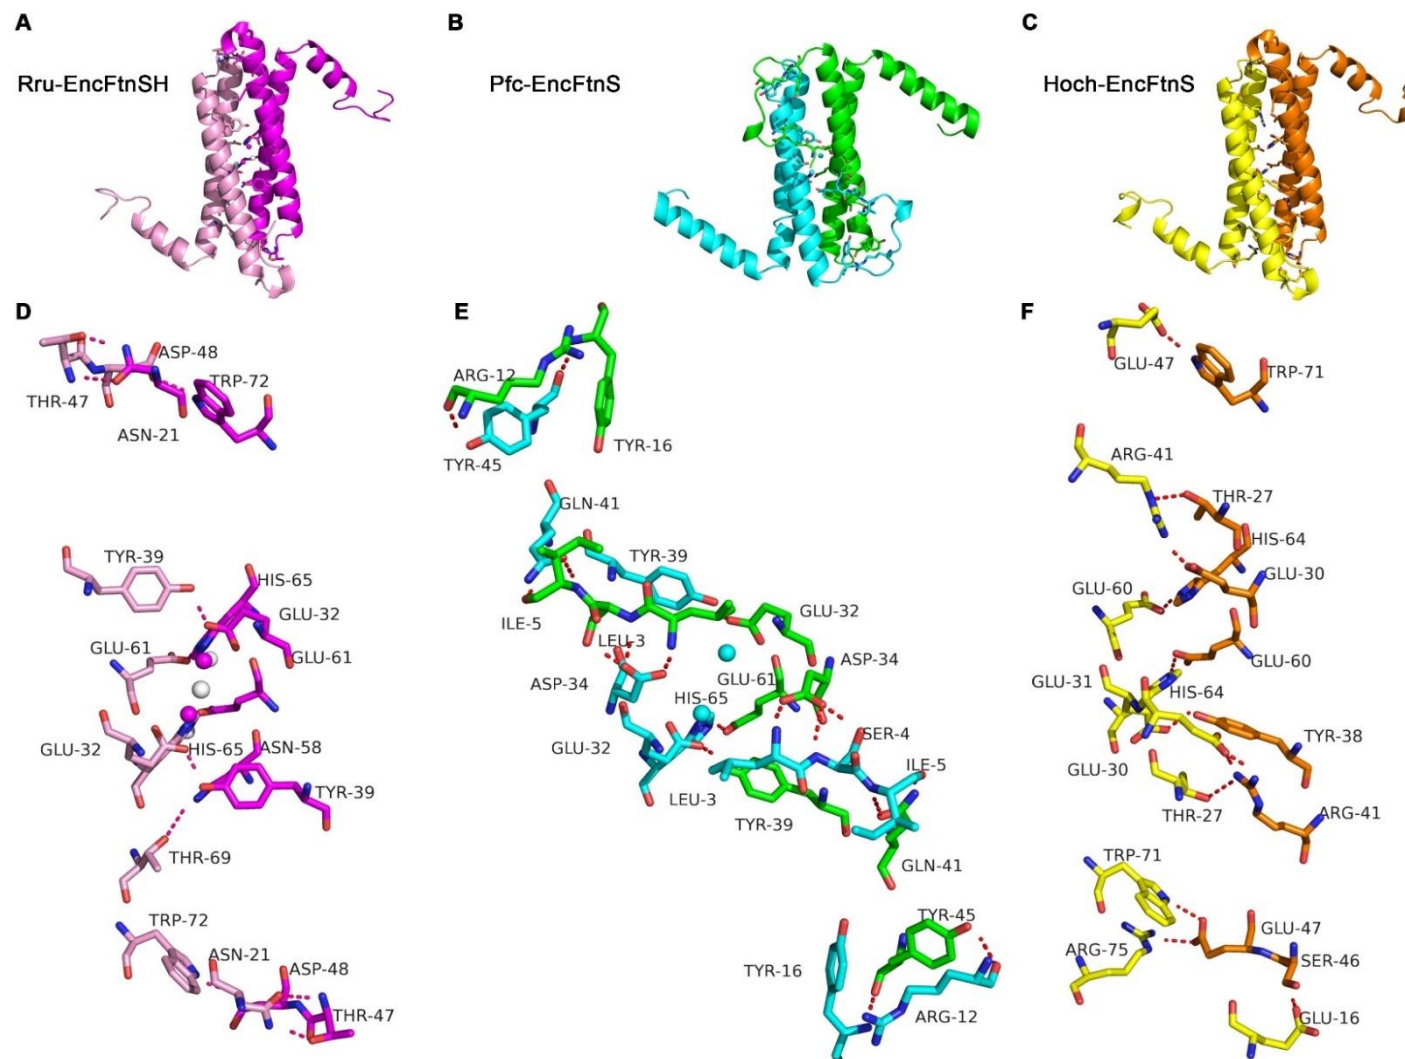 A
B
C
Rru-EncFtnSH
Pfc-EncFtnS
Hoch-EncFtnS
D
ASP-48
THR-47
TRP-72
ASN-21
TYR-39
HIS-65
GLU-32
GLU-61
GLU-61
GLU-32
HIS-65
ASN-58
TYR-39
THR-69
TRP-72
ASN-21
ASP-48
THR-47
E
ARG-12
TYR-45
TYR-16
GLN-41
TYR-39
ILE-5
GLU-32
LEU-3
ASP-34
ASP-34
GLU-61
HIS-65
GLU-32
SER-4
ILE-5
LEU-3
TYR-39
GLN-41
TYR-45
TYR-16
ARG-12
F
GLU-47
TRP-71
ARG-41
THR-27
HIS-64
GLU-60
GLU-30
GLU-60
GLU-31
HIS-64
TYR-38
GLU-30
THR-27
ARG-41
TRP-71
GLU-47
ARG-75
SER-46
GLU-16